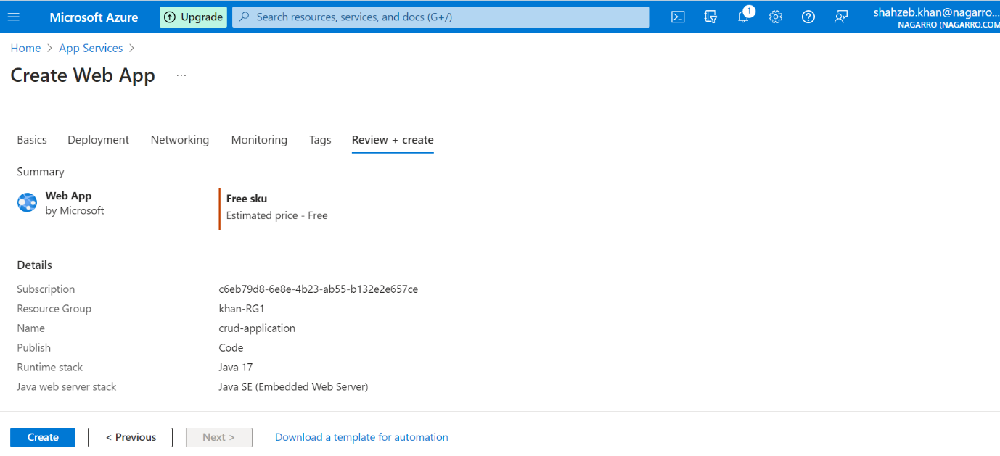 Microsoft Azure Upgrade Search resources, services, and docs (G+/) 1 shahzeb.khan@nagarro...
NAGARRO (NAGARRO.COM
Home > App Services >
Create Web App ...
Basics Deployment Networking Monitoring Tags Review + create
Summary
Web App
by Microsoft
Free sku
Estimated price - Free
Details
Subscription c6eb79d8-6e8e-4b23-ab55-b132e2e657ce
Resource Group khan-RG1
Name crud-application
Publish Code
Runtime stack Java 17
Java web server stack Java SE (Embedded Web Server)
Create < Previous Next > Download a template for automation